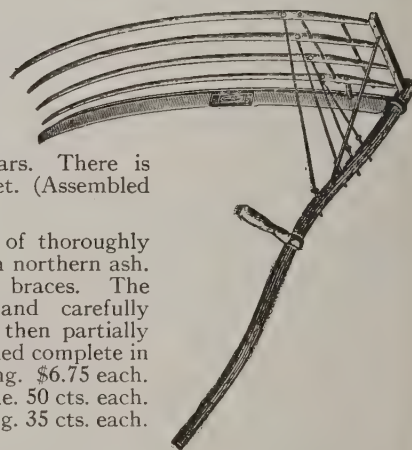 ars. There is
et. (Assembled
of thoroughly
n northern ash.
braces. The
and carefully
then partially
ed complete in
ng. $6.75 each.
e. 50 cts. each.
g. 35 cts. each.